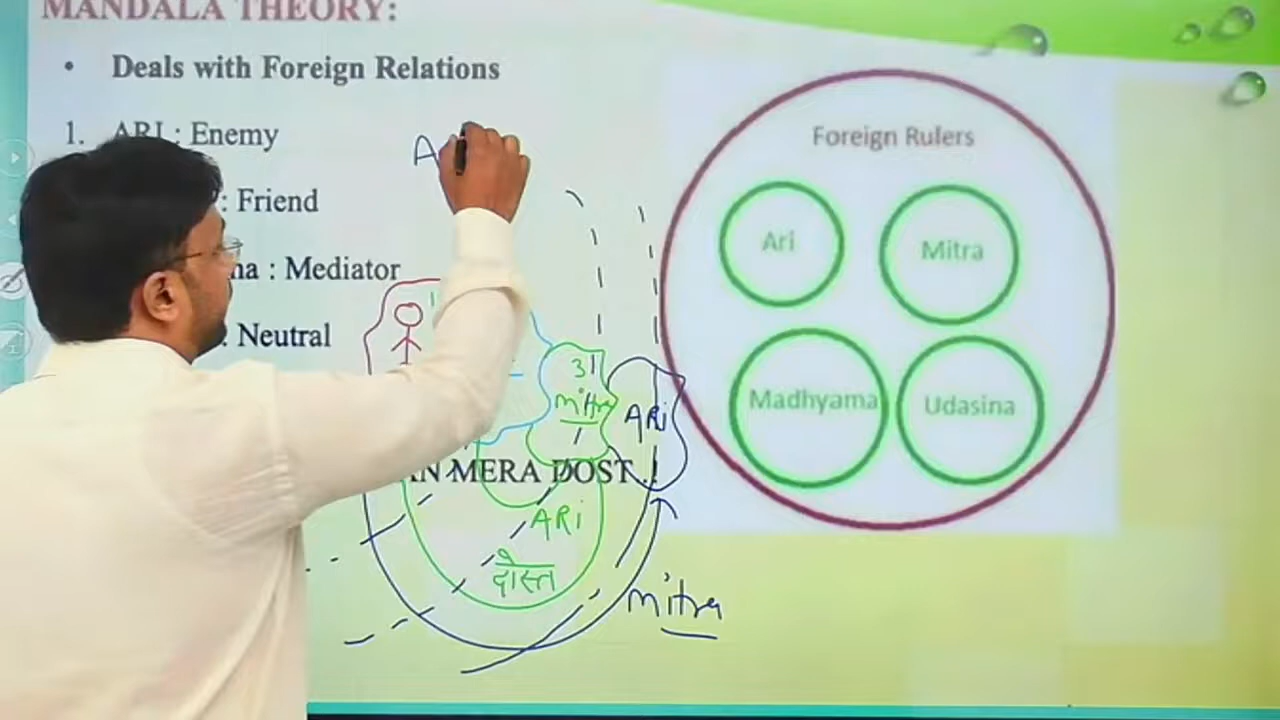 MANDALA THEORY:
• Deals with Foreign Relations
1. ARI : Enemy
: Friend
na : Mediator
: Neutral
AN MERA DOST .!
A
31
mitra
ARi
ARi
दोस्त
mitra
Foreign Rulers
Ari
Mitra
Madhyama
Udasina